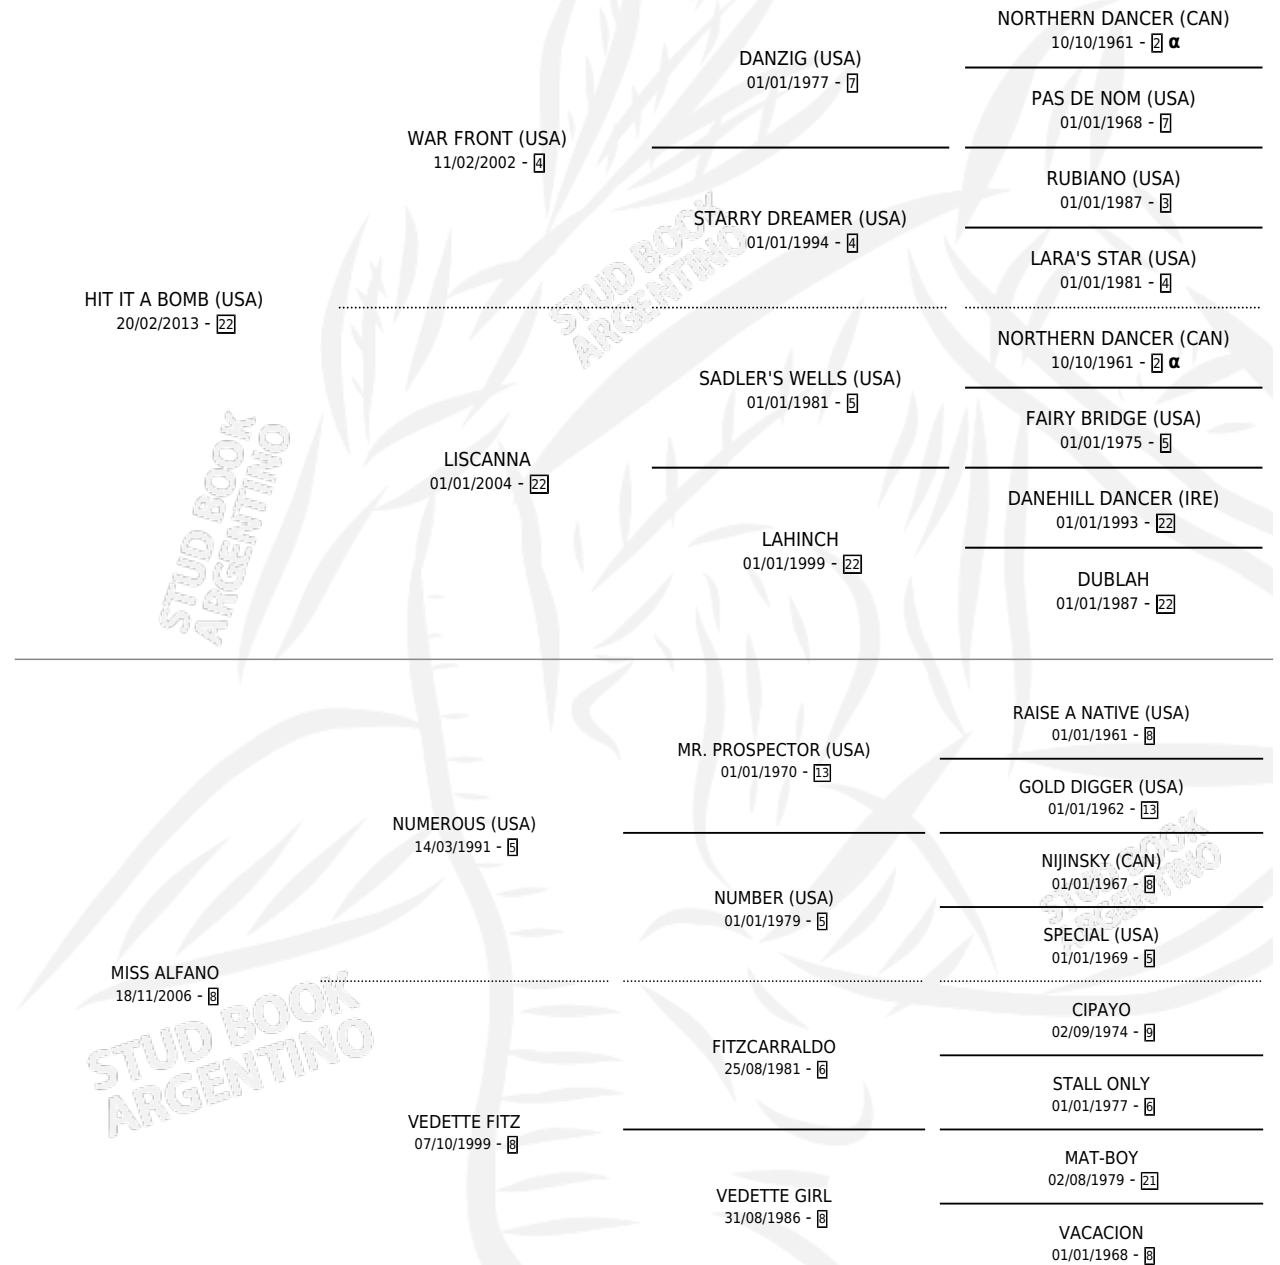 NORTHERN DANCER (CAN)
10/10/1961 - 2 α
DANZIG (USA)
01/01/1977 - 7
PAS DE NOM (USA)
01/01/1968 - 7
WAR FRONT (USA)
11/02/2002 - 4
RUBIANO (USA)
01/01/1987 - 3
STARRY DREAMER (USA)
01/01/1994 - 4
LARA'S STAR (USA)
01/01/1981 - 4
HIT IT A BOMB (USA)
20/02/2013 - 22
NORTHERN DANCER (CAN)
10/10/1961 - 2 α
SADLER'S WELLS (USA)
01/01/1981 - 5
FAIRY BRIDGE (USA)
01/01/1975 - 5
LISCANNA
01/01/2004 - 22
DANEHILL DANCER (IRE)
01/01/1993 - 22
LAHINCH
01/01/1999 - 22
DUBLAH
01/01/1987 - 22
RAISE A NATIVE (USA)
01/01/1961 - 8
MR. PROSPECTOR (USA)
01/01/1970 - 13
GOLD DIGGER (USA)
01/01/1962 - 13
NUMEROUS (USA)
14/03/1991 - 5
NIJINSKY (CAN)
01/01/1967 - 8
NUMBER (USA)
01/01/1979 - 5
SPECIAL (USA)
01/01/1969 - 5
MISS ALFANO
18/11/2006 - 8
CIPAYO
02/09/1974 - 9
FITZCARRALDO
25/08/1981 - 6
STALL ONLY
01/01/1977 - 6
VEDETTE FITZ
07/10/1999 - 8
MAT-BOY
02/08/1979 - 21
VEDETTE GIRL
31/08/1986 - 8
VACACION
01/01/1968 - 8
STUD BOOK
ARGENTINO
STUD BOOK
ARGENTINO
STUD BOOK
ARGENTINO
STUD BOOK
ARGENTINO